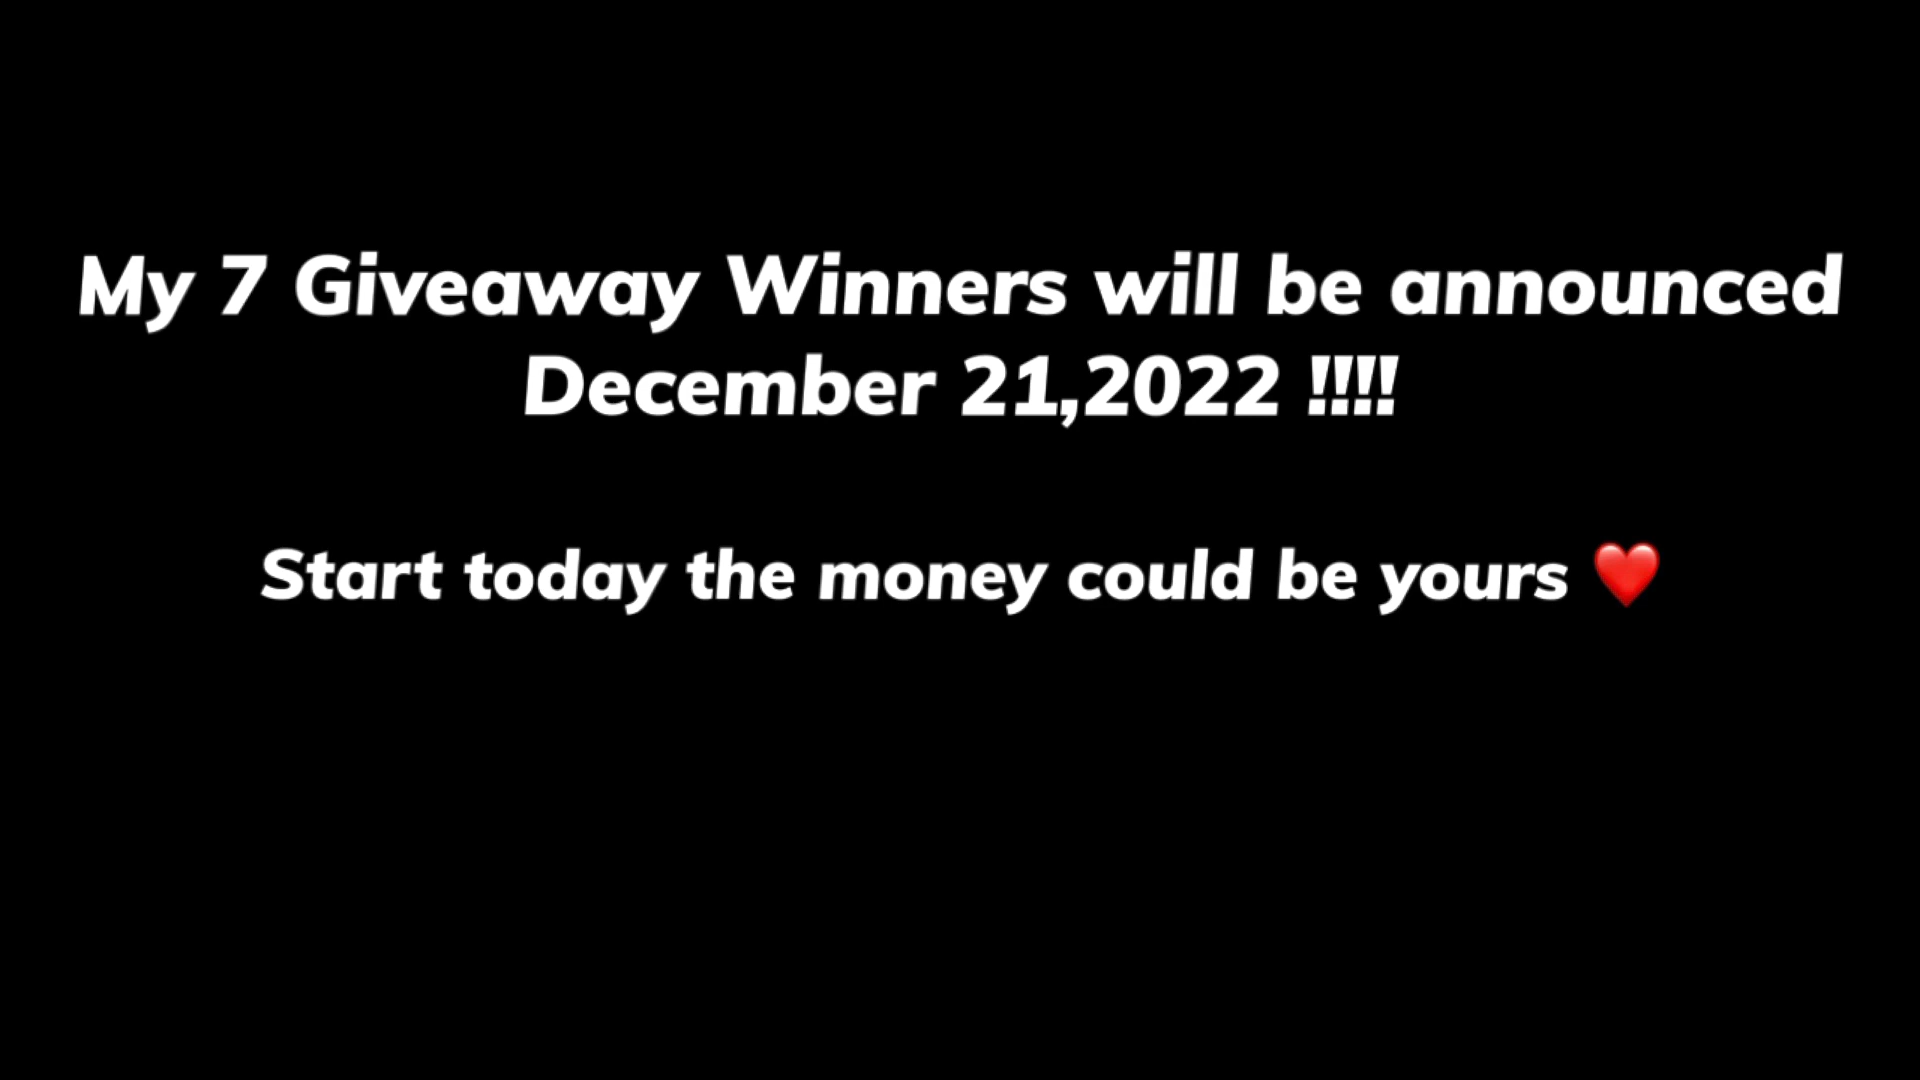 My 7 Giveaway Winners will be announced
December 21,2022 !!!!
Start today the money could be yours ❤️